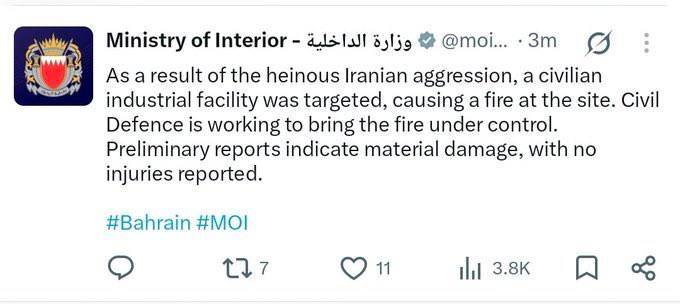 Ministry of Interior - وزارة الداخلية @moi... · 3m
As a result of the heinous Iranian aggression, a civilian
industrial facility was targeted, causing a fire at the site. Civil
Defence is working to bring the fire under control.
Preliminary reports indicate material damage, with no
injuries reported.
#Bahrain #MOI
7 11 3.8K